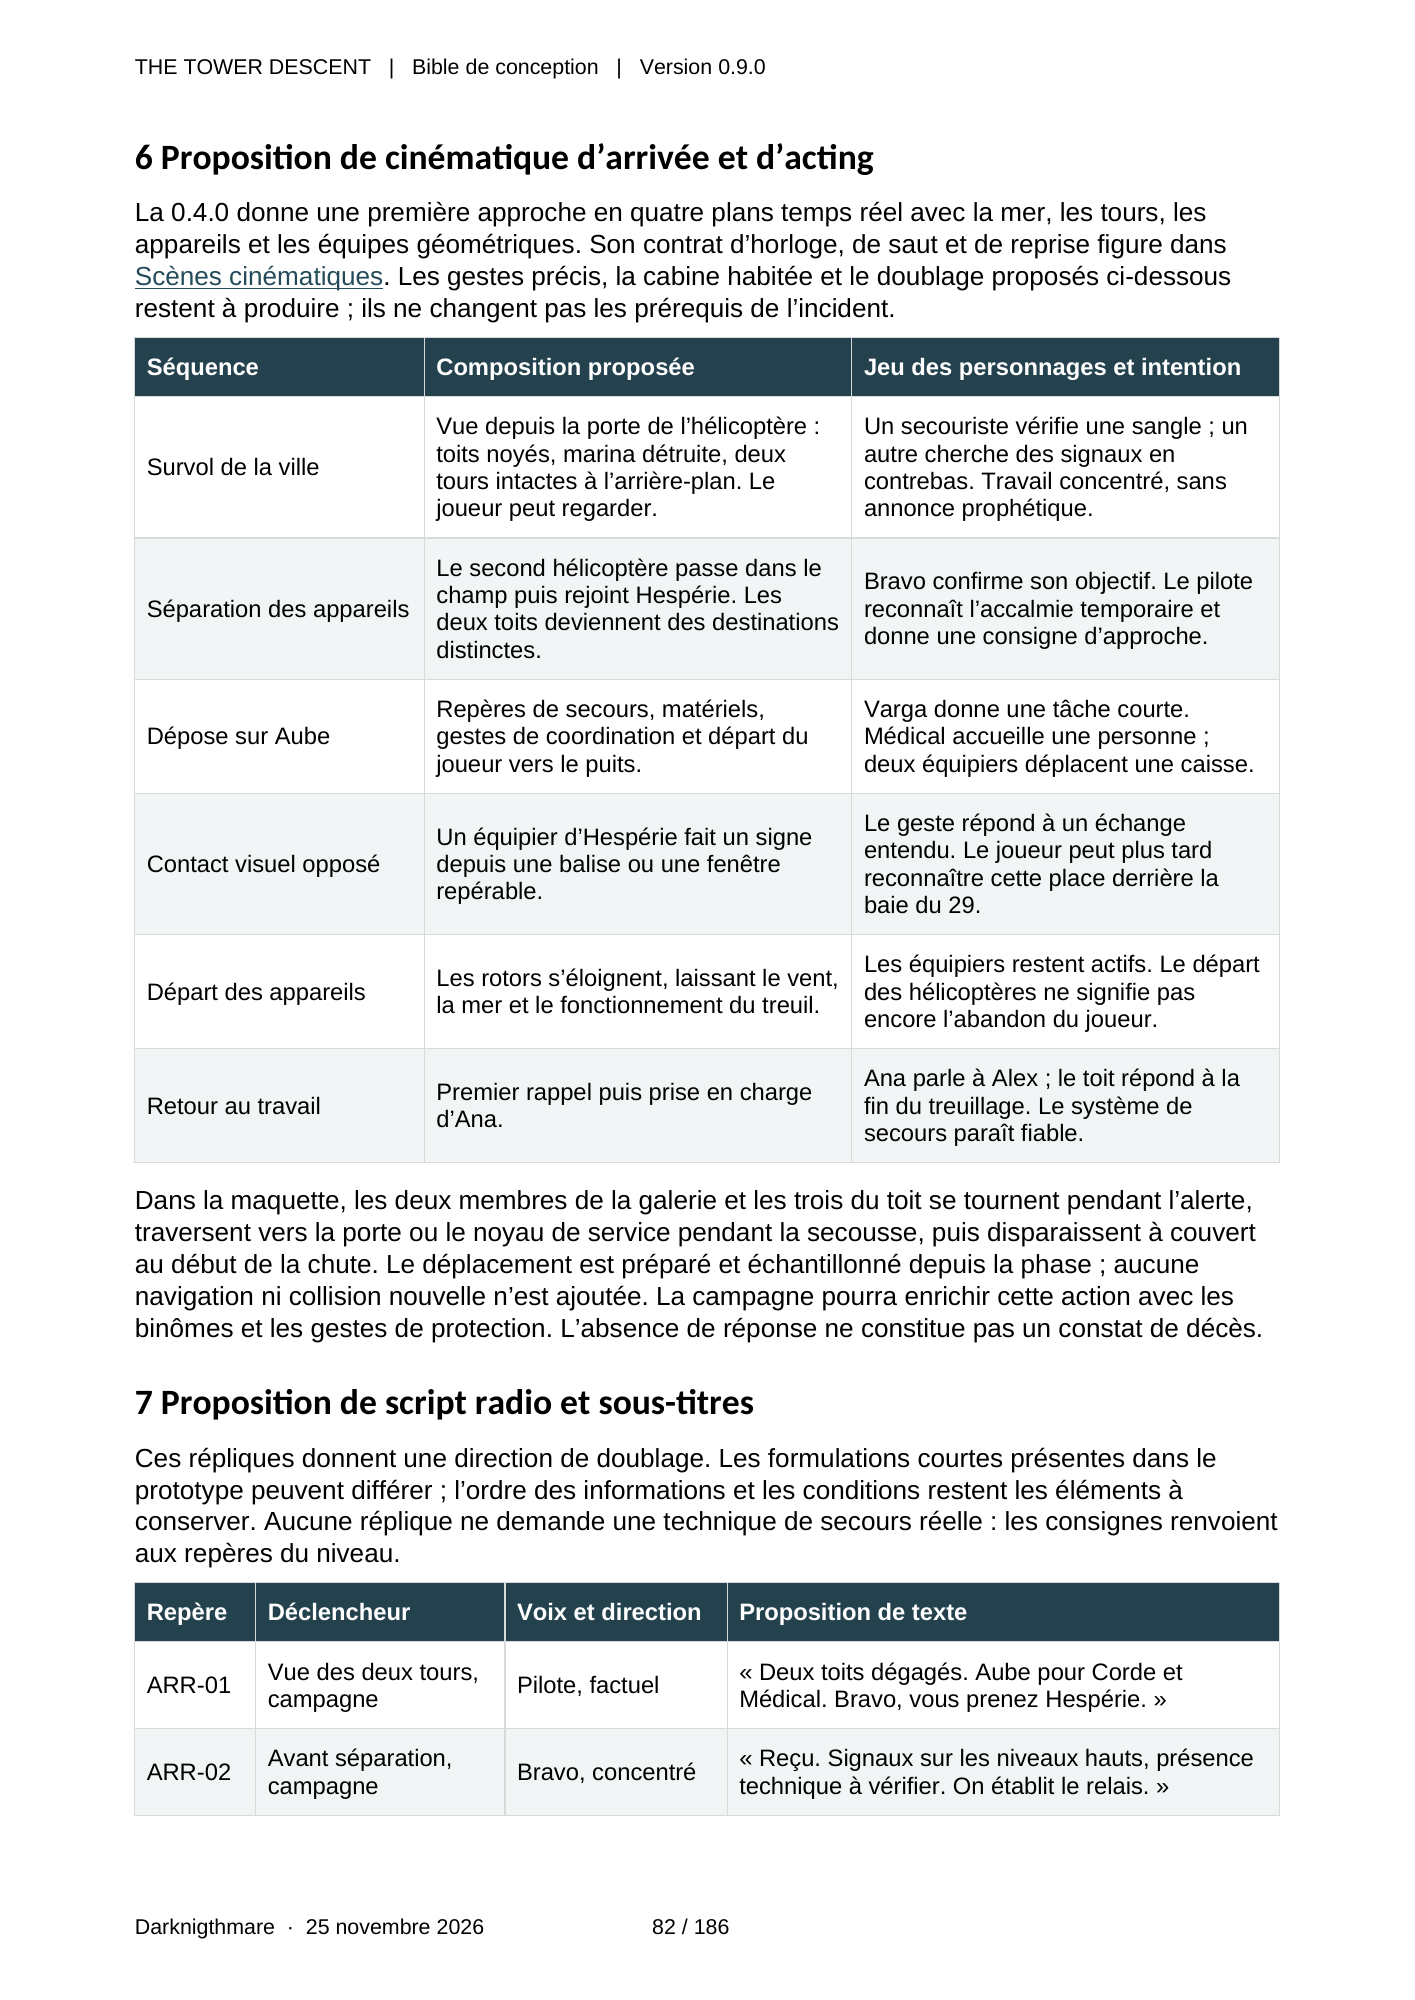 THE TOWER DESCENT | Bible de conception | Version 0.9.0
6 Proposition de cinématique d’arrivée et d’acting
La 0.4.0 donne une première approche en quatre plans temps réel avec la mer, les tours, les
appareils et les équipes géométriques. Son contrat d’horloge, de saut et de reprise figure dans
Scènes cinématiques. Les gestes précis, la cabine habitée et le doublage proposés ci-dessous
restent à produire ; ils ne changent pas les prérequis de l’incident.
Séquence
Composition proposée
Jeu des personnages et intention
Survol de la ville
Vue depuis la porte de l’hélicoptère :
toits noyés, marina détruite, deux
tours intactes à l’arrière-plan. Le
joueur peut regarder.
Un secouriste vérifie une sangle ; un
autre cherche des signaux en
contrebas. Travail concentré, sans
annonce prophétique.
Séparation des appareils
Le second hélicoptère passe dans le
champ puis rejoint Hespérie. Les
deux toits deviennent des destinations
distinctes.
Bravo confirme son objectif. Le pilote
reconnaît l’accalmie temporaire et
donne une consigne d’approche.
Dépose sur Aube
Repères de secours, matériels,
gestes de coordination et départ du
joueur vers le puits.
Varga donne une tâche courte.
Médical accueille une personne ;
deux équipiers déplacent une caisse.
Contact visuel opposé
Un équipier d’Hespérie fait un signe
depuis une balise ou une fenêtre
repérable.
Le geste répond à un échange
entendu. Le joueur peut plus tard
reconnaître cette place derrière la
baie du 29.
Départ des appareils
Les rotors s’éloignent, laissant le vent,
la mer et le fonctionnement du treuil.
Les équipiers restent actifs. Le départ
des hélicoptères ne signifie pas
encore l’abandon du joueur.
Retour au travail
Premier rappel puis prise en charge
d’Ana.
Ana parle à Alex ; le toit répond à la
fin du treuillage. Le système de
secours paraît fiable.
Dans la maquette, les deux membres de la galerie et les trois du toit se tournent pendant l’alerte,
traversent vers la porte ou le noyau de service pendant la secousse, puis disparaissent à couvert
au début de la chute. Le déplacement est préparé et échantillonné depuis la phase ; aucune
navigation ni collision nouvelle n’est ajoutée. La campagne pourra enrichir cette action avec les
binômes et les gestes de protection. L’absence de réponse ne constitue pas un constat de décès.
7 Proposition de script radio et sous-titres
Ces répliques donnent une direction de doublage. Les formulations courtes présentes dans le
prototype peuvent différer ; l’ordre des informations et les conditions restent les éléments à
conserver. Aucune réplique ne demande une technique de secours réelle : les consignes renvoient
aux repères du niveau.
Repère
Déclencheur
Voix et direction
Proposition de texte
ARR-01
Vue des deux tours,
campagne
Pilote, factuel
« Deux toits dégagés. Aube pour Corde et
Médical. Bravo, vous prenez Hespérie. »
ARR-02
Avant séparation,
campagne
Bravo, concentré
« Reçu. Signaux sur les niveaux hauts, présence
technique à vérifier. On établit le relais. »
Darknigthmare · 25 novembre 2026
82 / 186